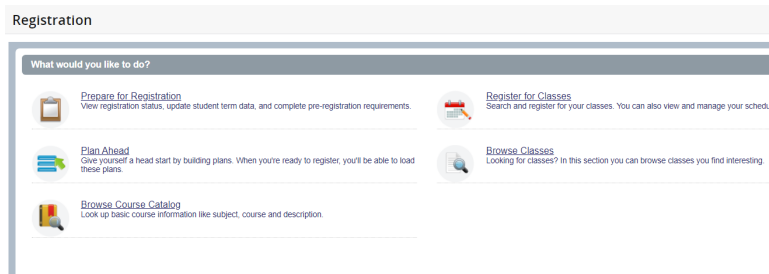 Registration
What would you like to do?
Prepare for Registration
View registration status, update student term data, and complete pre-registration requirements.
Register for Classes
Search and register for your classes. You can also view and manage your schedu
Plan Ahead
Give yourself a head start by building plans. When you're ready to register, you'll be able to load
these plans.
Browse Classes
Looking for classes? In this section you can browse classes you find interesting.
Browse Course Catalog
Look up basic course information like subject, course and description.